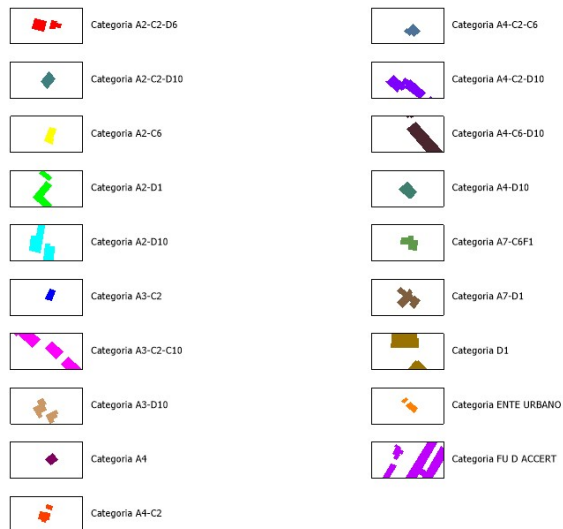 Categoria A2-C2-D6
Categoria A2-C2-D10
Categoria A2-C6
Categoria A2-D1
Categoria A2-D10
Categoria A3-C2
Categoria A3-C2-C10
Categoria A3-D10
Categoria A4
Categoria A4-C2
Categoria A4-C2-C6
Categoria A4-C2-D10
Categoria A4-C6-D10
Categoria A4-D10
Categoria A7-C6F1
Categoria A7-D1
Categoria D1
Categoria ENTE URBANO
Categoria FU D ACCERT